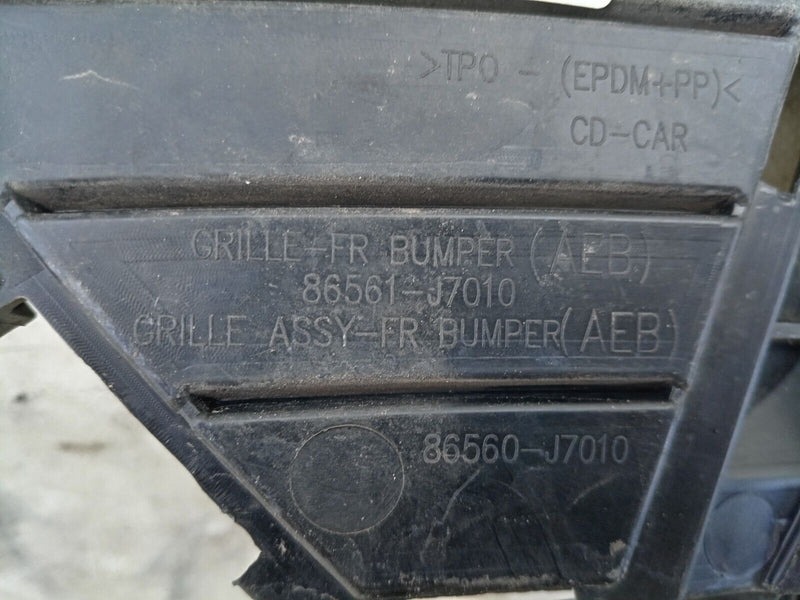 >TPO - (EPDM+PP)<
CD-CAR
GRILLE-FR BUMPER (AEB)
86561-J7010
GRILLE ASSY-FR BUMPER(AEB)
86560-J7010